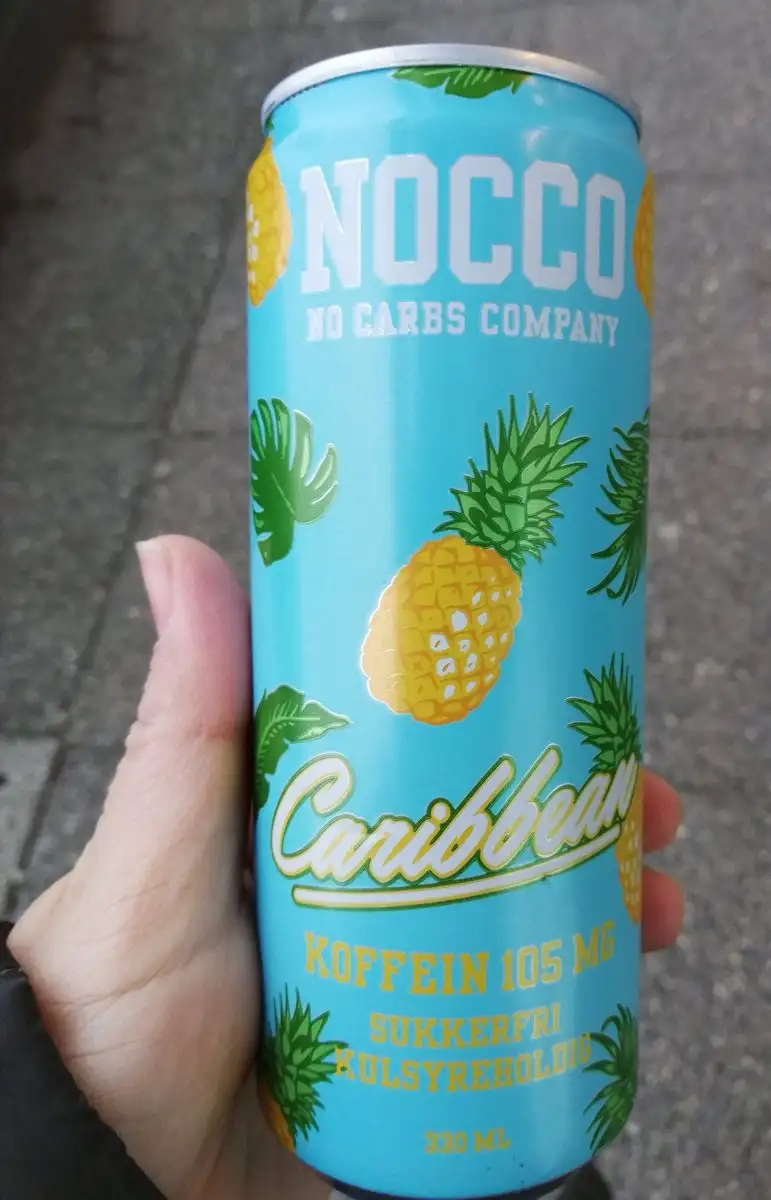 NOCCO
NO CARBS COMPANY
Caribbean
KOFFEIN 105 MG
SUKKERFRI
KULSYREHOLDIG
330 ML